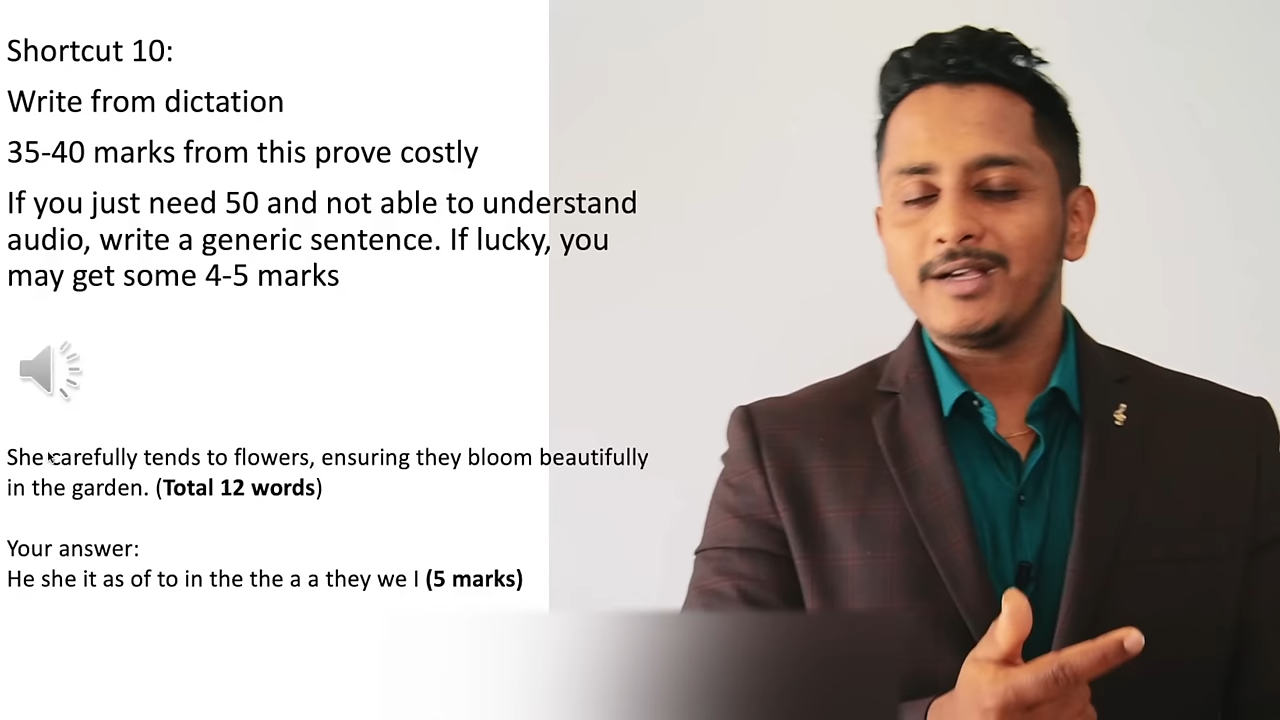 Shortcut 10:
Write from dictation
35-40 marks from this prove costly
If you just need 50 and not able to understand
audio, write a generic sentence. If lucky, you
may get some 4-5 marks
She carefully tends to flowers, ensuring they bloom beautifully
in the garden. (Total 12 words)
Your answer:
He she it as of to in the the a a they we I (5 marks)